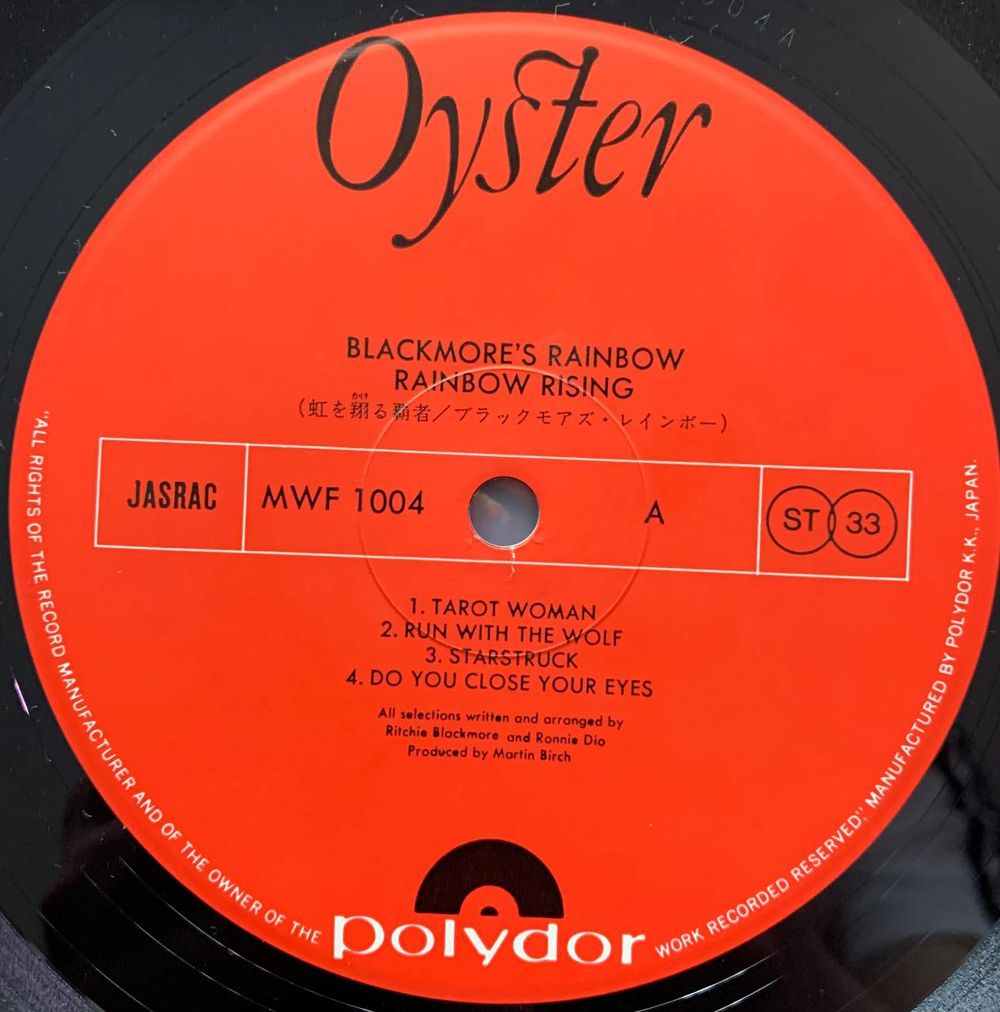 Oyster
BLACKMORE'S RAINBOW
RAINBOW RISING
かけ
(虹を翔る覇者/ブラックモアズ・レインボー)
JASRAC
MWF 1004
A
ST 33
1. TAROT WOMAN
2. RUN WITH THE WOLF
3. STARSTRUCK
4. DO YOU CLOSE YOUR EYES
All selections written and arranged by
Ritchie Blackmore and Ronnie Dio
Produced by Martin Birch
polydor
"ALL RIGHTS OF THE RECORD MANUFACTURER AND OF THE OWNER OF THE WORK RECORDED RESERVED". MANUFACTURED BY POLYDOR K.K., JAPAN.